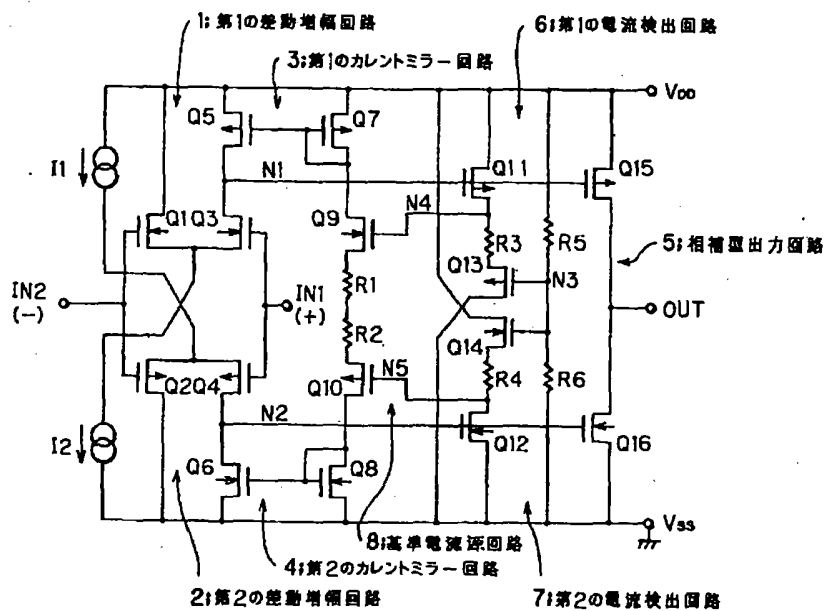 1;第1の差動増幅回路
6;第1の電流検出回路
3;第1のカレントミラー回路
VDD
Q5
Q7
I1
N1
Q11
Q15
Q1
Q3
Q9
N4
R3
R5
5;相補型出力回路
Q13
N3
IN2
(-)
IN1
(+)
R1
OUT
Q14
R2
N5
R4
R6
Q2
Q4
Q10
N2
I2
Q12
Q16
Q6
Q8
VSS
8;基準電流源回路
4;第2のカレントミラー回路
2;第2の差動増幅回路
7;第2の電流検出回路